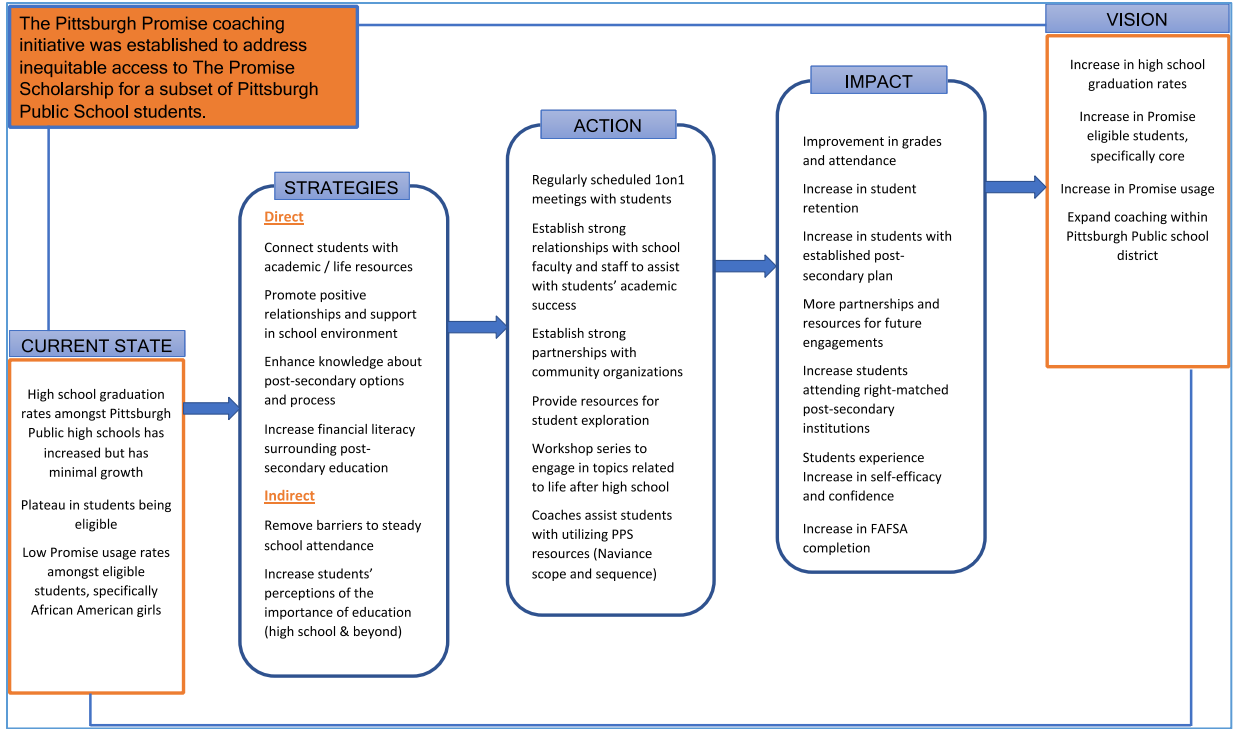 The Pittsburgh Promise coaching
initiative was established to address
inequitable access to The Promise
Scholarship for a subset of Pittsburgh
Public School students.
CURRENT STATE
High school graduation
rates amongst Pittsburgh
Public high schools has
increased but has
minimal growth
Plateau in students being
eligible
Low Promise usage rates
amongst eligible
students, specifically
African American girls
STRATEGIES
Direct
Connect students with
academic / life resources
Promote positive
relationships and support
in school environment
Enhance knowledge about
post-secondary options
and process
Increase financial literacy
surrounding post-
secondary education
Indirect
Remove barriers to steady
school attendance
Increase students’
perceptions of the
importance of education
(high school & beyond)
ACTION
Regularly scheduled 1on1
meetings with students
Establish strong
relationships with school
faculty and staff to assist
with students’ academic
success
Establish strong
partnerships with
community organizations
Provide resources for
student exploration
Workshop series to
engage in topics related
to life after high school
Coaches assist students
with utilizing PPS
resources (Naviance
scope and sequence)
IMPACT
Improvement in grades
and attendance
Increase in student
retention
Increase in students with
established post-
secondary plan
More partnerships and
resources for future
engagements
Increase students
attending right-matched
post-secondary
institutions
Students experience
Increase in self-efficacy
and confidence
Increase in FAFSA
completion
VISION
Increase in high school
graduation rates
Increase in Promise
eligible students,
specifically core
Increase in Promise usage
Expand coaching within
Pittsburgh Public school
district